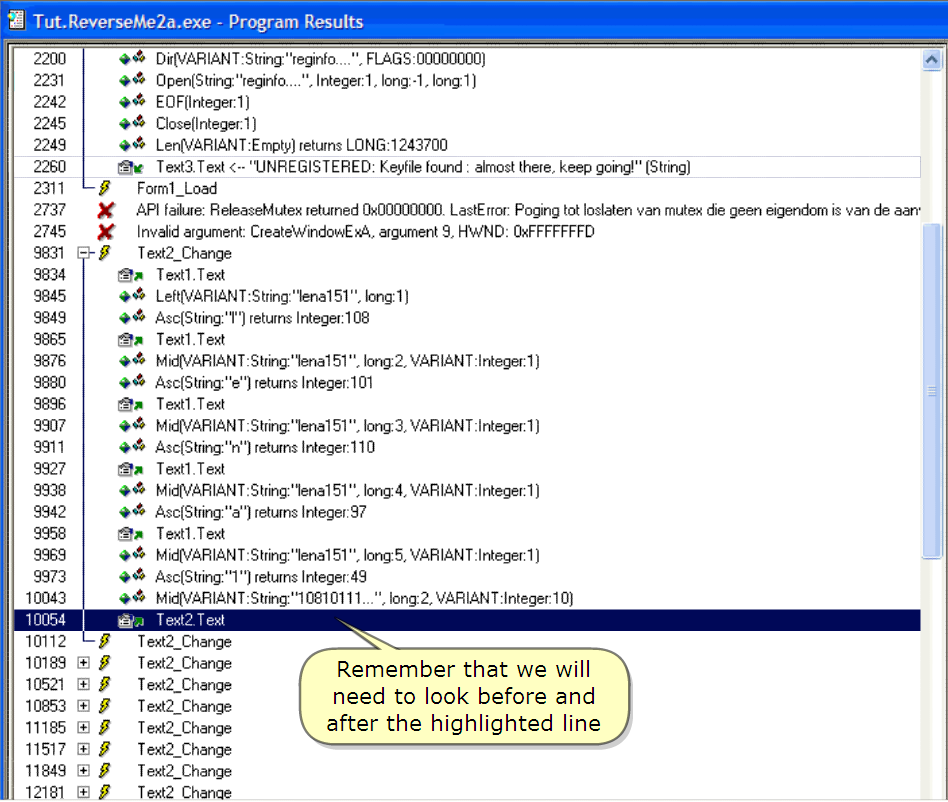 Tut.ReverseMe2a.exe - Program Results
2200 Dir(VARIANT:String:"reginfo....", FLAGS:00000000)
2231 Open(String:"reginfo....", Integer:1, long:-1, long:1)
2242 EOF(Integer:1)
2245 Close(Integer:1)
2249 Len(VARIANT:Empty) returns LONG:1243700
2260 Text3.Text <-- "UNREGISTERED: Keyfile found : almost there, keep going!" (String)
2311 Form1_Load
2737 API failure: ReleaseMutex returned 0x00000000. LastError: Poging tot loslaten van mutex die geen eigendom is van de aan
2745 Invalid argument: CreateWindowExA, argument 9, HWND: 0xFFFFFFFD
9831 Text2_Change
9834 Text1.Text
9845 Left(VARIANT:String:"lena151", long:1)
9849 Asc(String:"l") returns Integer:108
9865 Text1.Text
9876 Mid(VARIANT:String:"lena151", long:2, VARIANT:Integer:1)
9880 Asc(String:"e") returns Integer:101
9896 Text1.Text
9907 Mid(VARIANT:String:"lena151", long:3, VARIANT:Integer:1)
9911 Asc(String:"n") returns Integer:110
9927 Text1.Text
9938 Mid(VARIANT:String:"lena151", long:4, VARIANT:Integer:1)
9942 Asc(String:"a") returns Integer:97
9958 Text1.Text
9969 Mid(VARIANT:String:"lena151", long:5, VARIANT:Integer:1)
9973 Asc(String:"1") returns Integer:49
10043 Mid(VARIANT:String:"10810111...", long:2, VARIANT:Integer:10)
10054 Text2.Text
10112 Text2_Change
10189 Text2_Change
10521 Text2_Change
10853 Text2_Change
11185 Text2_Change
11517 Text2_Change
11849 Text2_Change
12181 Text2_Change
Remember that we will
need to look before and
after the highlighted line